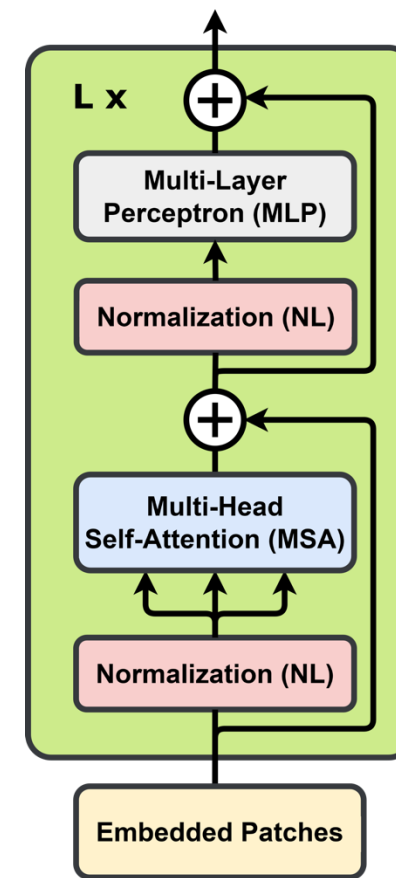 L x
Multi-Layer
Perceptron (MLP)
Normalization (NL)
Multi-Head
Self-Attention (MSA)
Normalization (NL)
Embedded Patches